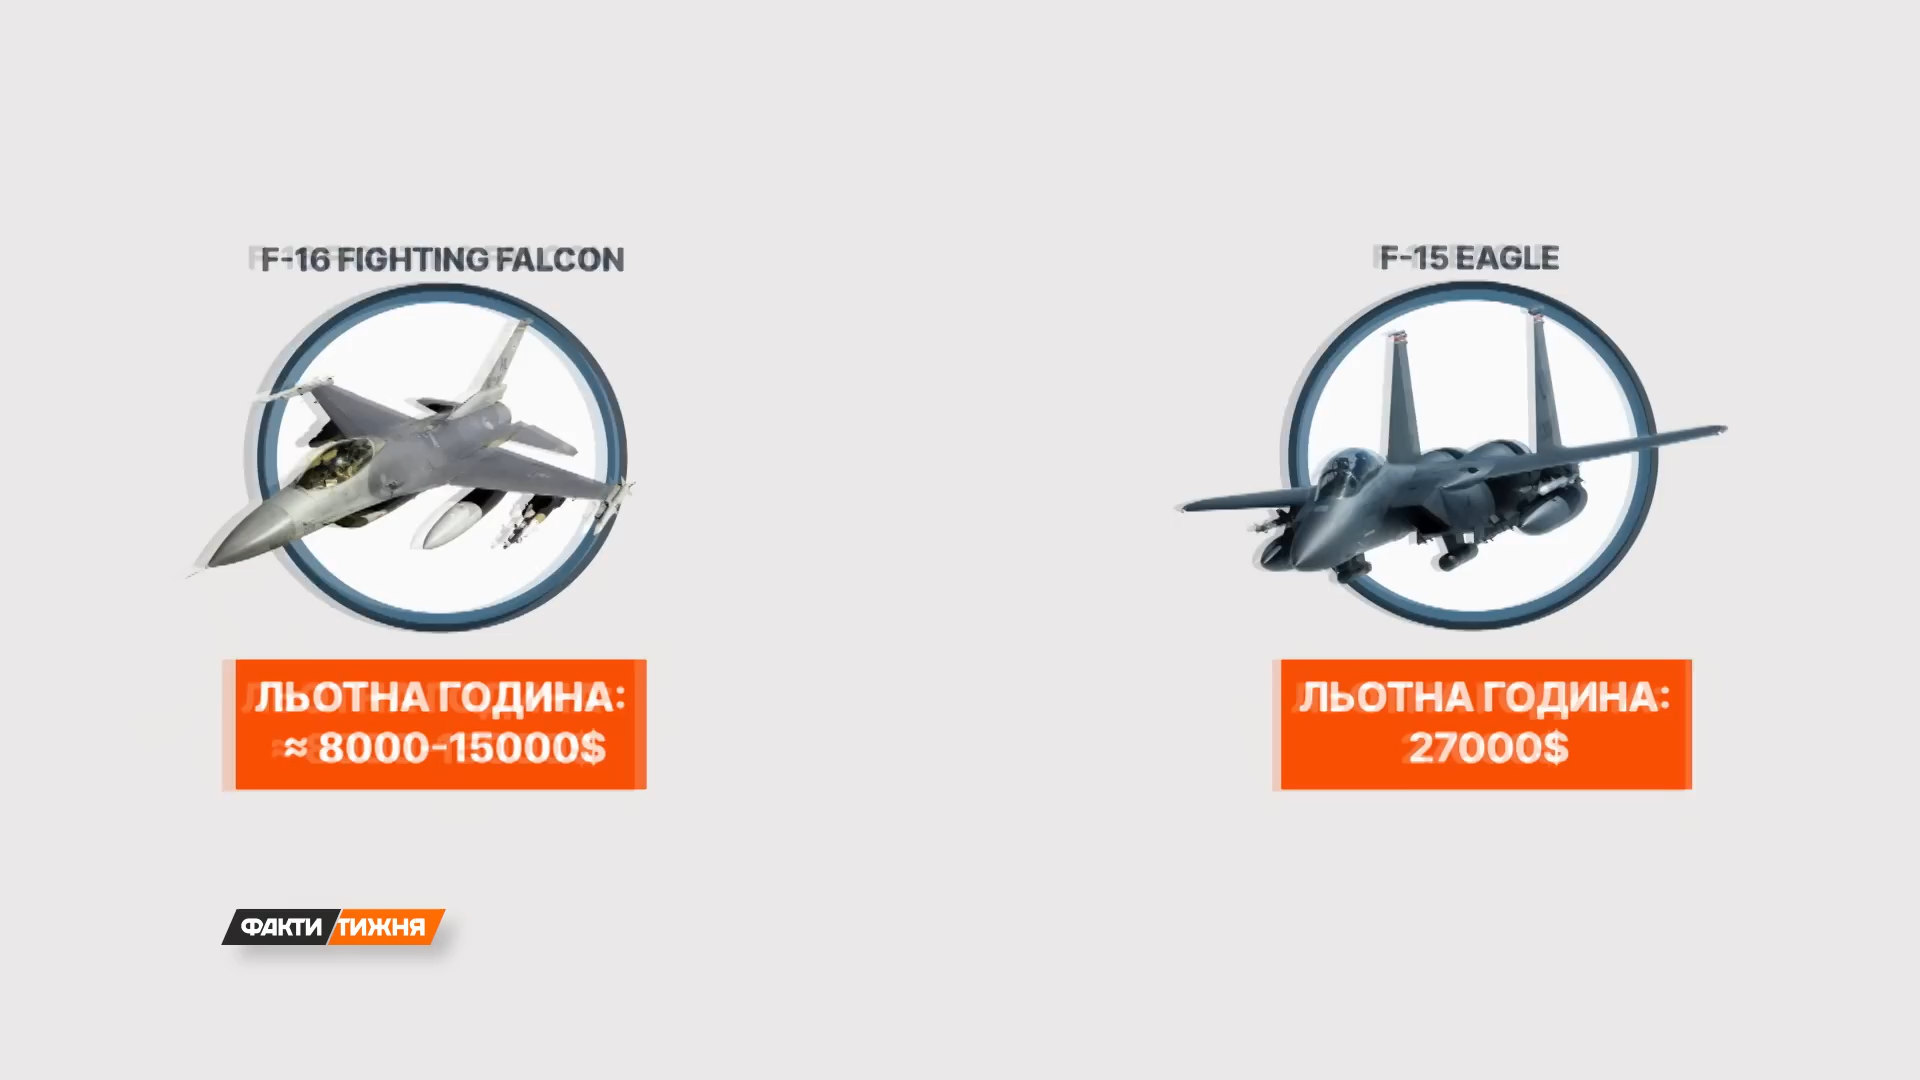 F-16 FIGHTING FALCON
ЛЬОТНА ГОДИНА:
≈ 8000-15000$
F-15 EAGLE
ЛЬОТНА ГОДИНА:
27000$
ФАКТИ ТИЖНЯ